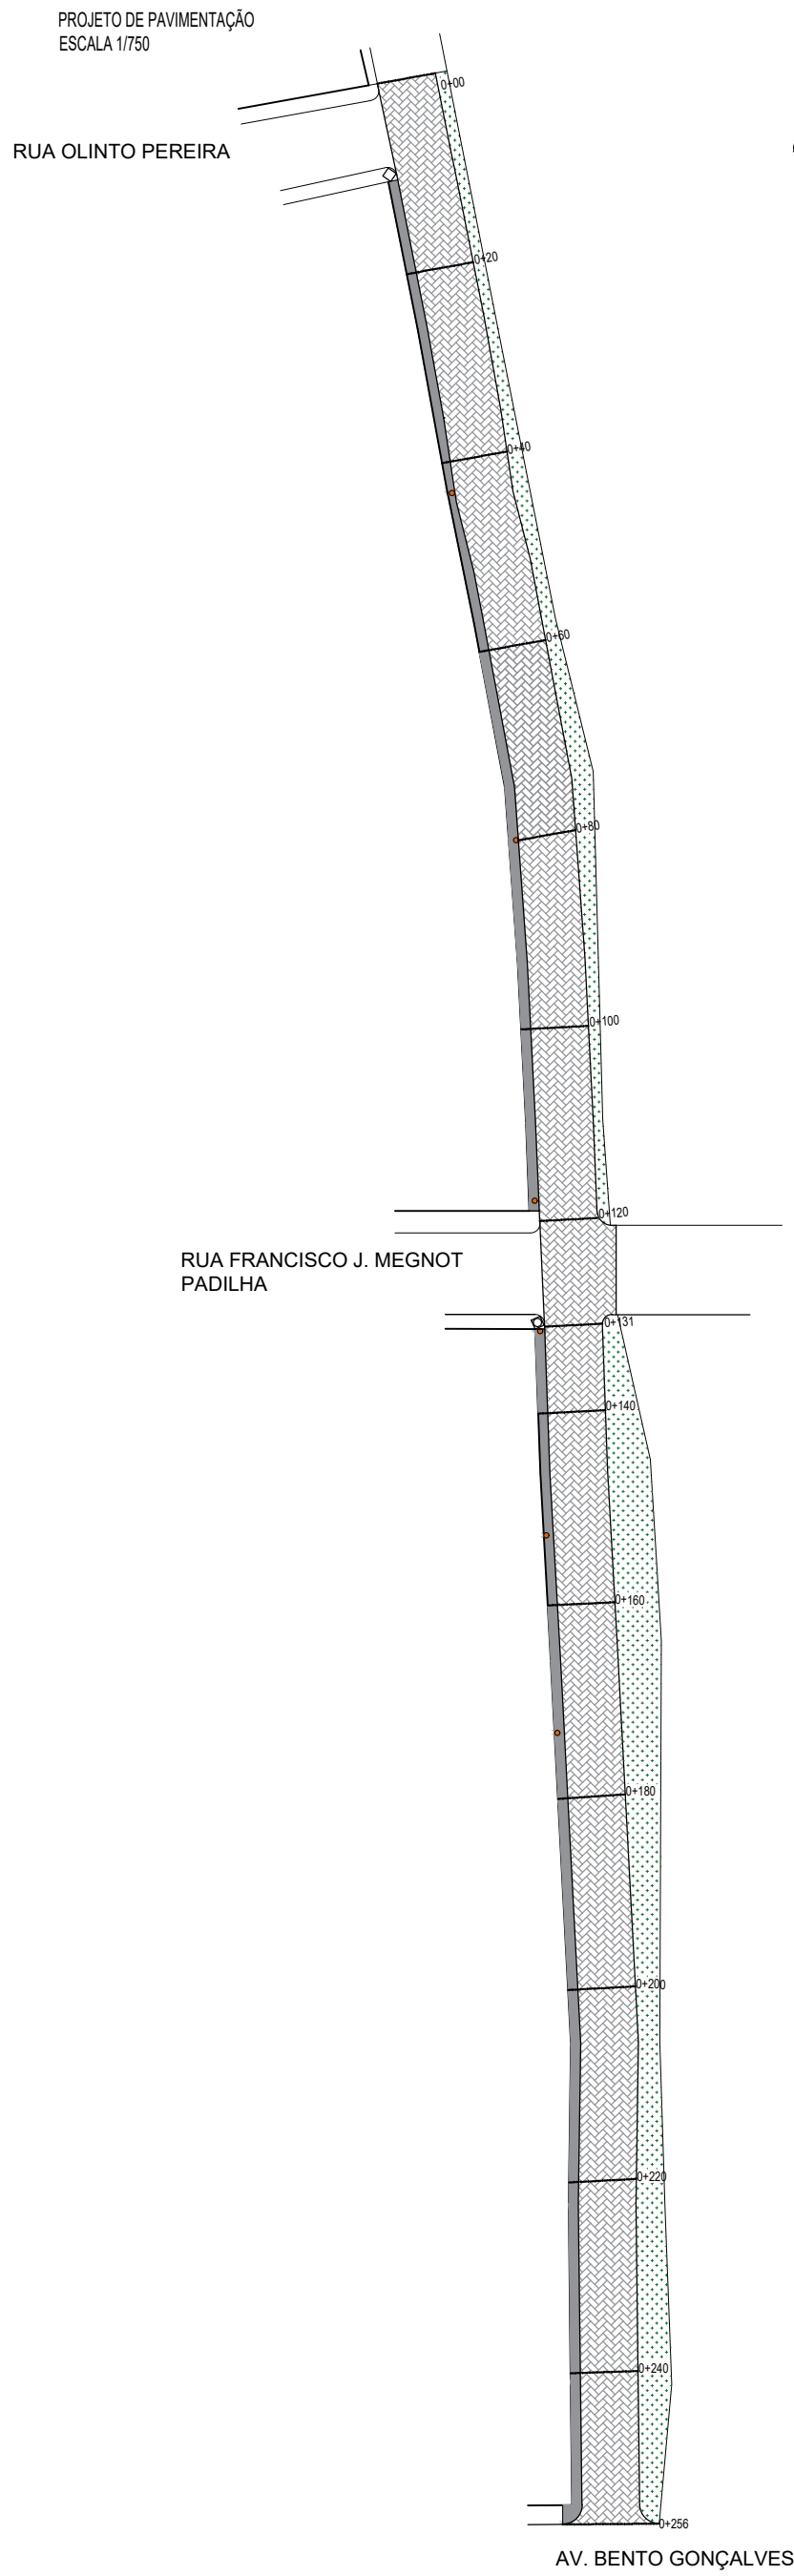 PROJETO DE PAVIMENTAÇÃO
ESCALA 1/750
0+00
RUA OLINTO PEREIRA
0+20
0+40
0+60
0+80
0+100
0+120
RUA FRANCISCO J. MEGNOT
PADILHA
0+131
0+140
0+160
0+180
0+200
0+220
0+240
0+256
AV. BENTO GONÇALVES